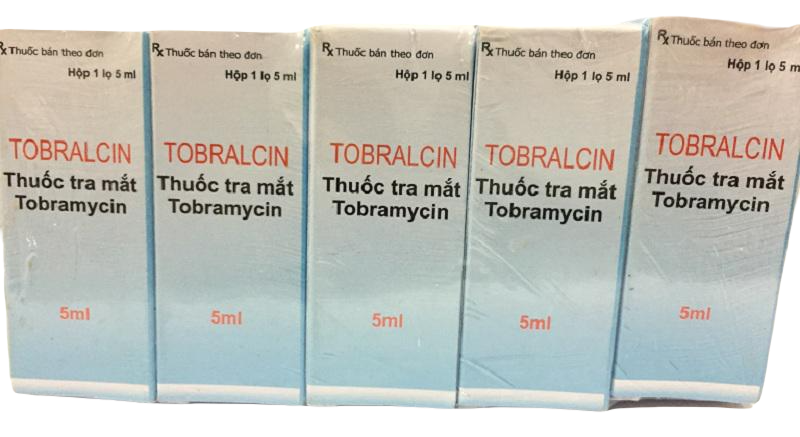 Rx Thuốc bán theo đơn
Hộp 1 lọ 5 ml
TOBRALCIN
Thuốc tra mắt
Tobramycin
5ml
Rx Thuốc bán theo đơn
Hộp 1 lọ 5 ml
TOBRALCIN
Thuốc tra mắt
Tobramycin
5ml
Rx Thuốc bán theo đơn
Hộp 1 lọ 5 ml
TOBRALCIN
Thuốc tra mắt
Tobramycin
5ml
Rx Thuốc bán theo đơn
Hộp 1 lọ 5 ml
TOBRALCIN
Thuốc tra mắt
Tobramycin
5ml
Rx Thuốc bán theo đơn
Hộp 1 lọ 5 m
TOBRALCIN
Thuốc tra mắt
Tobramycin
5ml